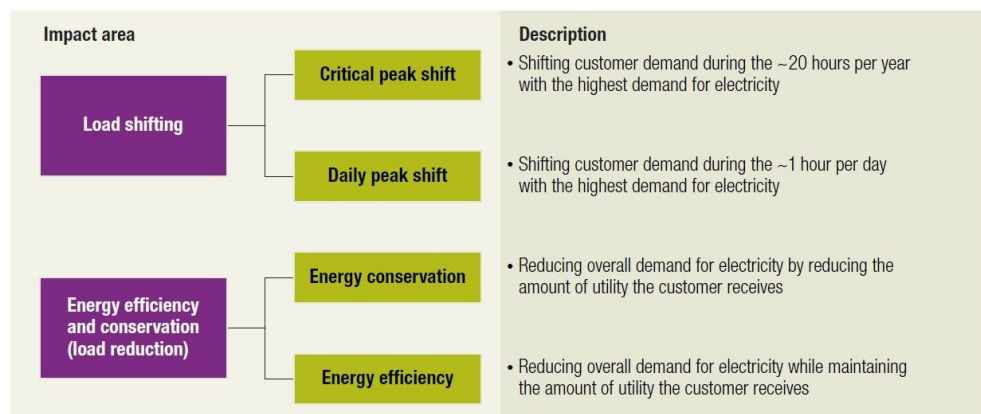 Impact area
Description
Load shifting
Critical peak shift
• Shifting customer demand during the ~20 hours per year
with the highest demand for electricity
Daily peak shift
• Shifting customer demand during the ~1 hour per day
with the highest demand for electricity
Energy efficiency
and conservation
(load reduction)
Energy conservation
• Reducing overall demand for electricity by reducing the
amount of utility the customer receives
Energy efficiency
• Reducing overall demand for electricity while maintaining
the amount of utility the customer receives